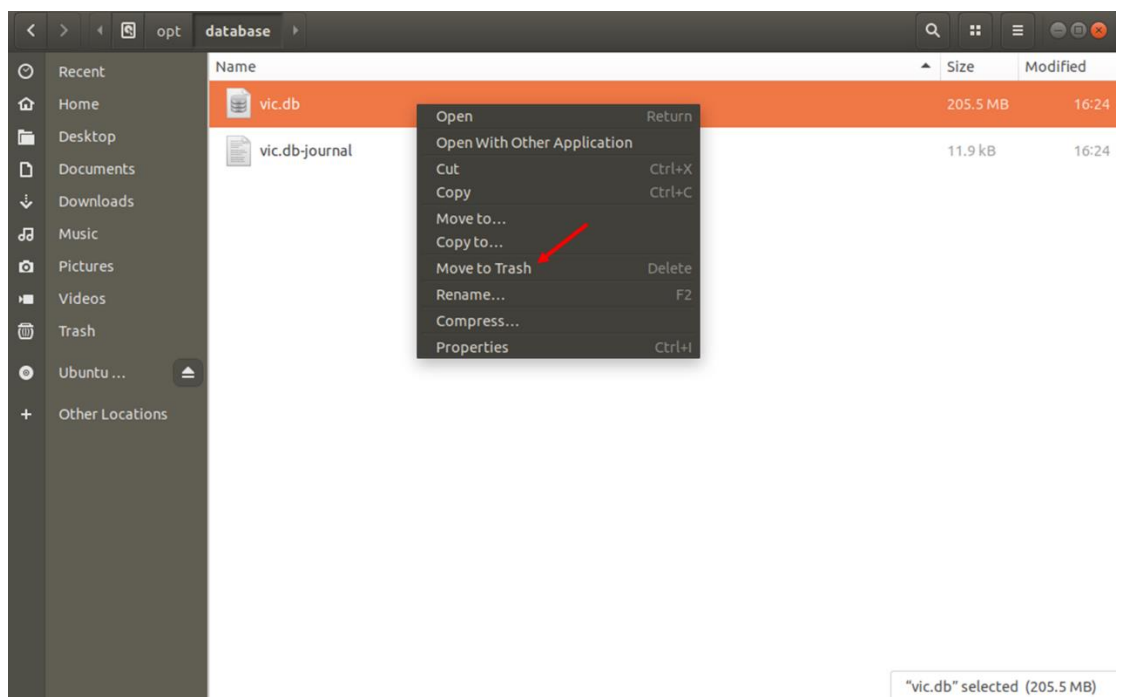 opt database
Recent
Home
Desktop
Documents
Downloads
Music
Pictures
Videos
Trash
Ubuntu ...
Other Locations
Name Size Modified
vic.db 205.5 MB 16:24
vic.db-journal 11.9 kB 16:24
Open Return
Open With Other Application
Cut Ctrl+X
Copy Ctrl+C
Move to...
Copy to...
Move to Trash Delete
Rename... F2
Compress...
Properties Ctrl+I
"vic.db" selected (205.5 MB)